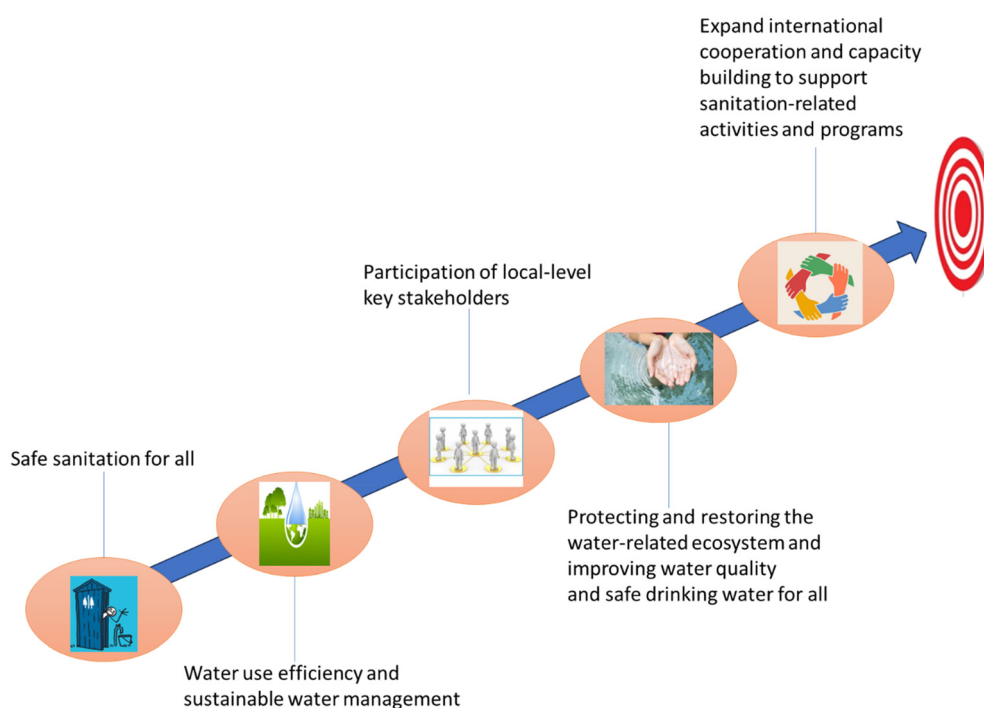 Expand international
cooperation and capacity
building to support
sanitation-related
activities and programs
Participation of local-level
key stakeholders
Safe sanitation for all
Protecting and restoring the
water-related ecosystem and
improving water quality
and safe drinking water for all
Water use efficiency and
sustainable water management